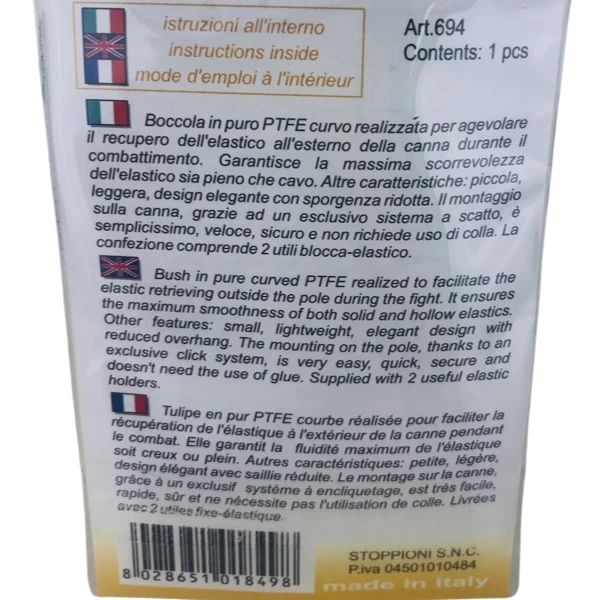 istruzioni all'interno
instructions inside
mode d'emploi à l'intérieur
Art.694
Contents: 1 pcs
Boccola in puro PTFE curvo realizzata per agevolare
il recupero dell'elastico all'esterno della canna durante il
combattimento. Garantisce la massima scorrevolezza
dell'elastico sia pieno che cavo. Altre caratteristiche: piccola,
leggera, design elegante con sporgenza ridotta. Il montaggio
sulla canna, grazie ad un esclusivo sistema a scatto, è
semplicissimo, veloce, sicuro e non richiede uso di colla. La
confezione comprende 2 utili blocca-elastico.
Bush in pure curved PTFE realized to facilitate the
elastic retrieving outside the pole during the fight. It ensures
the maximum smoothness of both solid and hollow elastics.
Other features: small, lightweight, elegant design with
reduced overhang. The mounting on the pole, thanks to an
exclusive click system, is very easy, quick, secure and
doesn't need the use of glue. Supplied with 2 useful elastic
holders.
Tulipe en pur PTFE courbe réalisée pour faciliter la
récupération de l'élastique à l'extérieur de la canne pendant
le combat. Elle garantit la fluidité maximum de l'élastique
soit creux ou plein. Autres caractéristiques: petite, légère,
design élégant avec saillie réduite. Le montage sur la canne,
grâce à un exclusif système à encliquetage, est très facile,
rapide, sûr et ne nécessite pas l'utilisation de colle. Livrées
avec 2 utiles fixe-élastique.
8 028651 018498
STOPPIONI S.N.C.
P.iva 04501010484
made in Italy